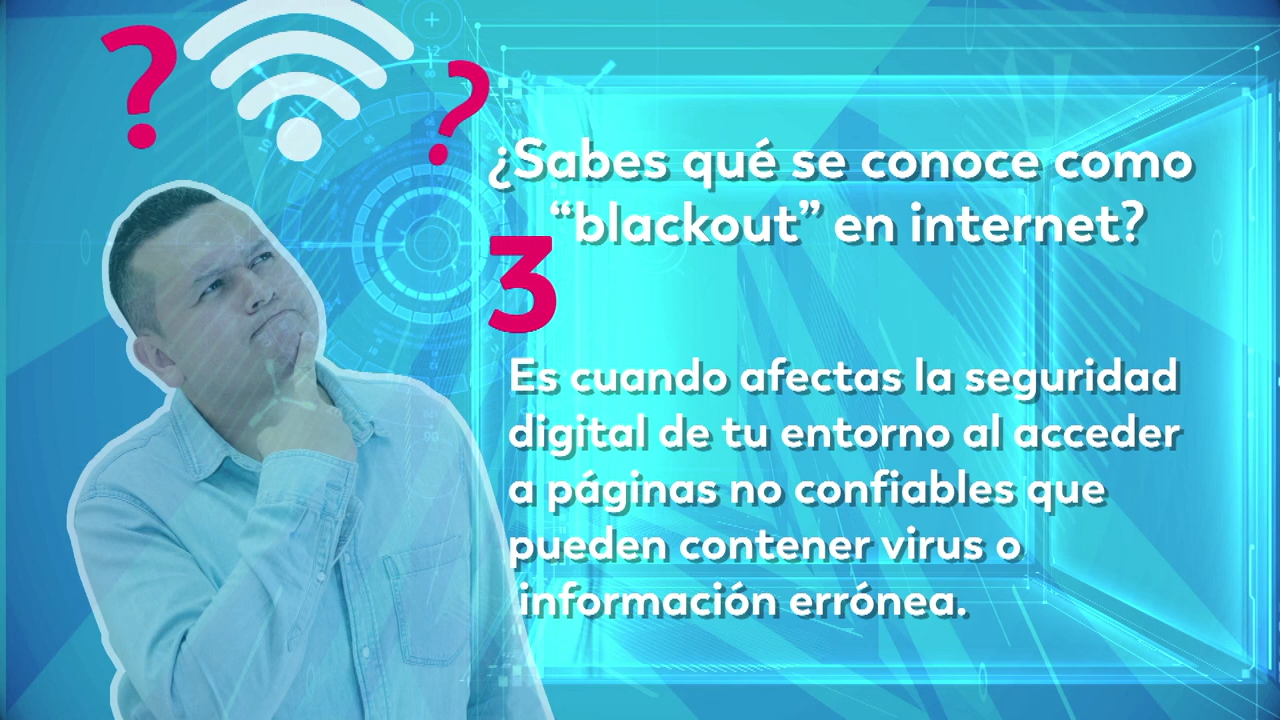 ? ?
¿Sabes qué se conoce como
“blackout” en internet?
3
Es cuando afectas la seguridad
digital de tu entorno al acceder
a páginas no confiables que
pueden contener virus o
información errónea.